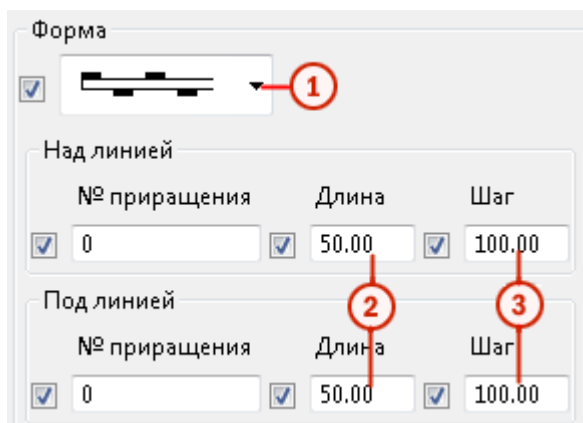 Форма
1
Над линией
№ приращения Длина Шаг
0 50.00 100.00
Под линией
2 3
№ приращения Длина Шаг
0 50.00 100.00